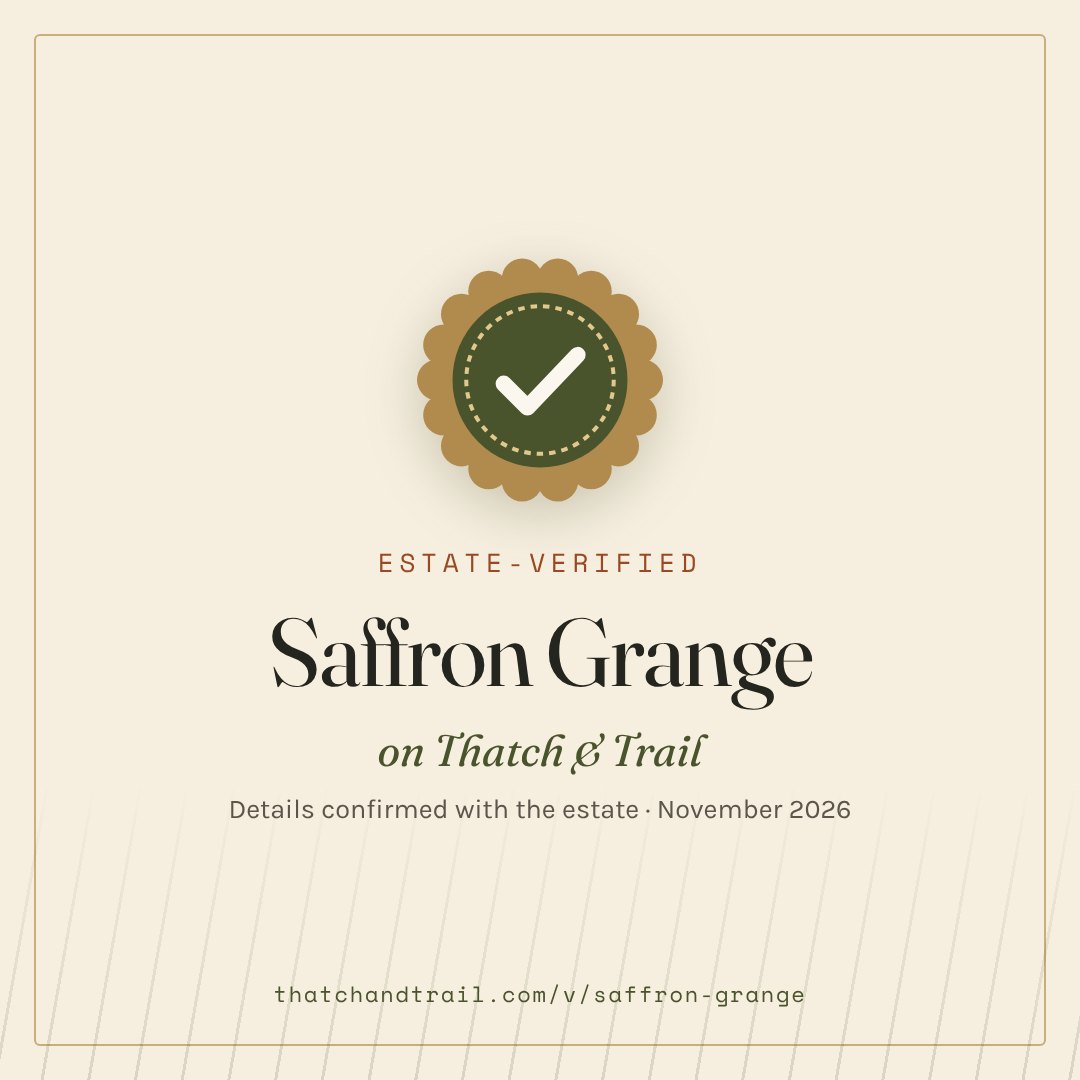 ESTATE-VERIFIED
Saffron Grange
on Thatch & Trail
Details confirmed with the estate · November 2026
thatchandtrail.com/v/saffron-grange